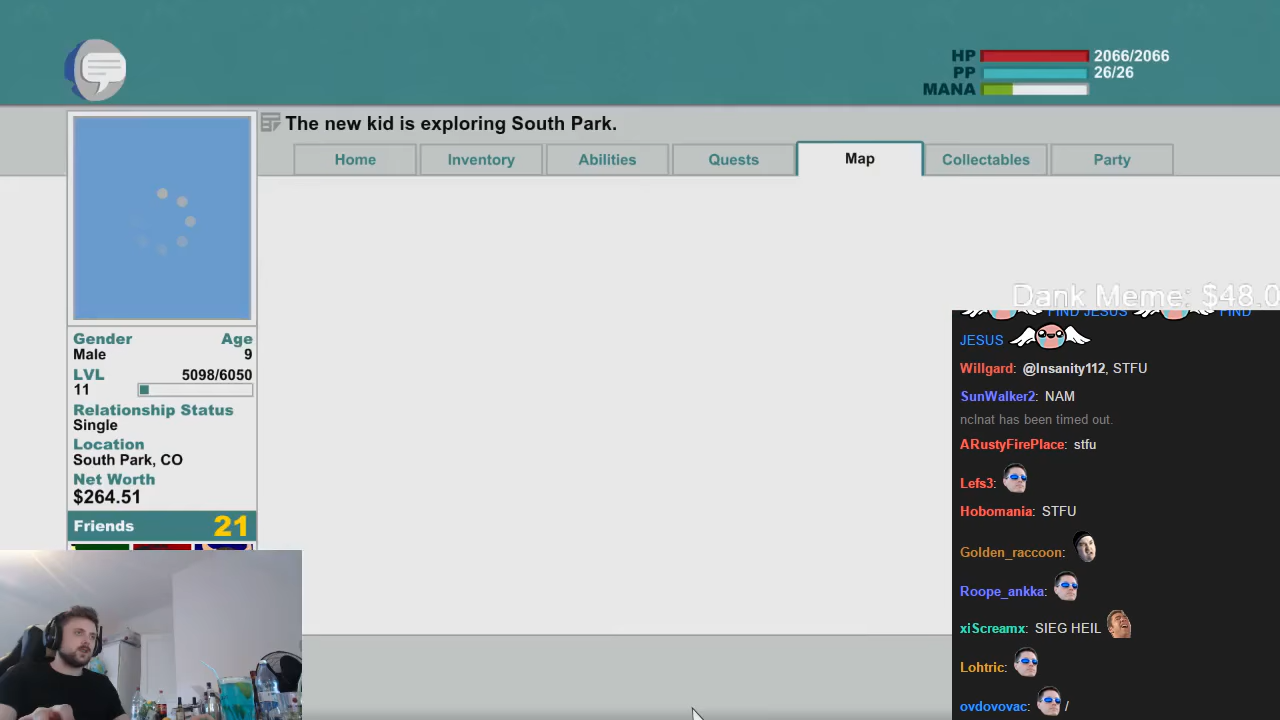 HP 2066/2066
PP 26/26
MANA
The new kid is exploring South Park.
Home Inventory Abilities Quests Map Collectables Party
Gender Age
Male 9
LVL 5098/6050
11
Relationship Status
Single
Location
South Park, CO
Net Worth
$264.51
Friends 21
Dank Meme: $48.0
FIND JESUS FIND
JESUS
Willgard: @Insanity112, STFU
SunWalker2: NAM
nclnat has been timed out.
ARustyFirePlace: stfu
Lefs3:
Hobomania: STFU
Golden_raccoon:
Roope_ankka:
xiScreamx: SIEG HEIL
Lohtric:
ovdovovac: /